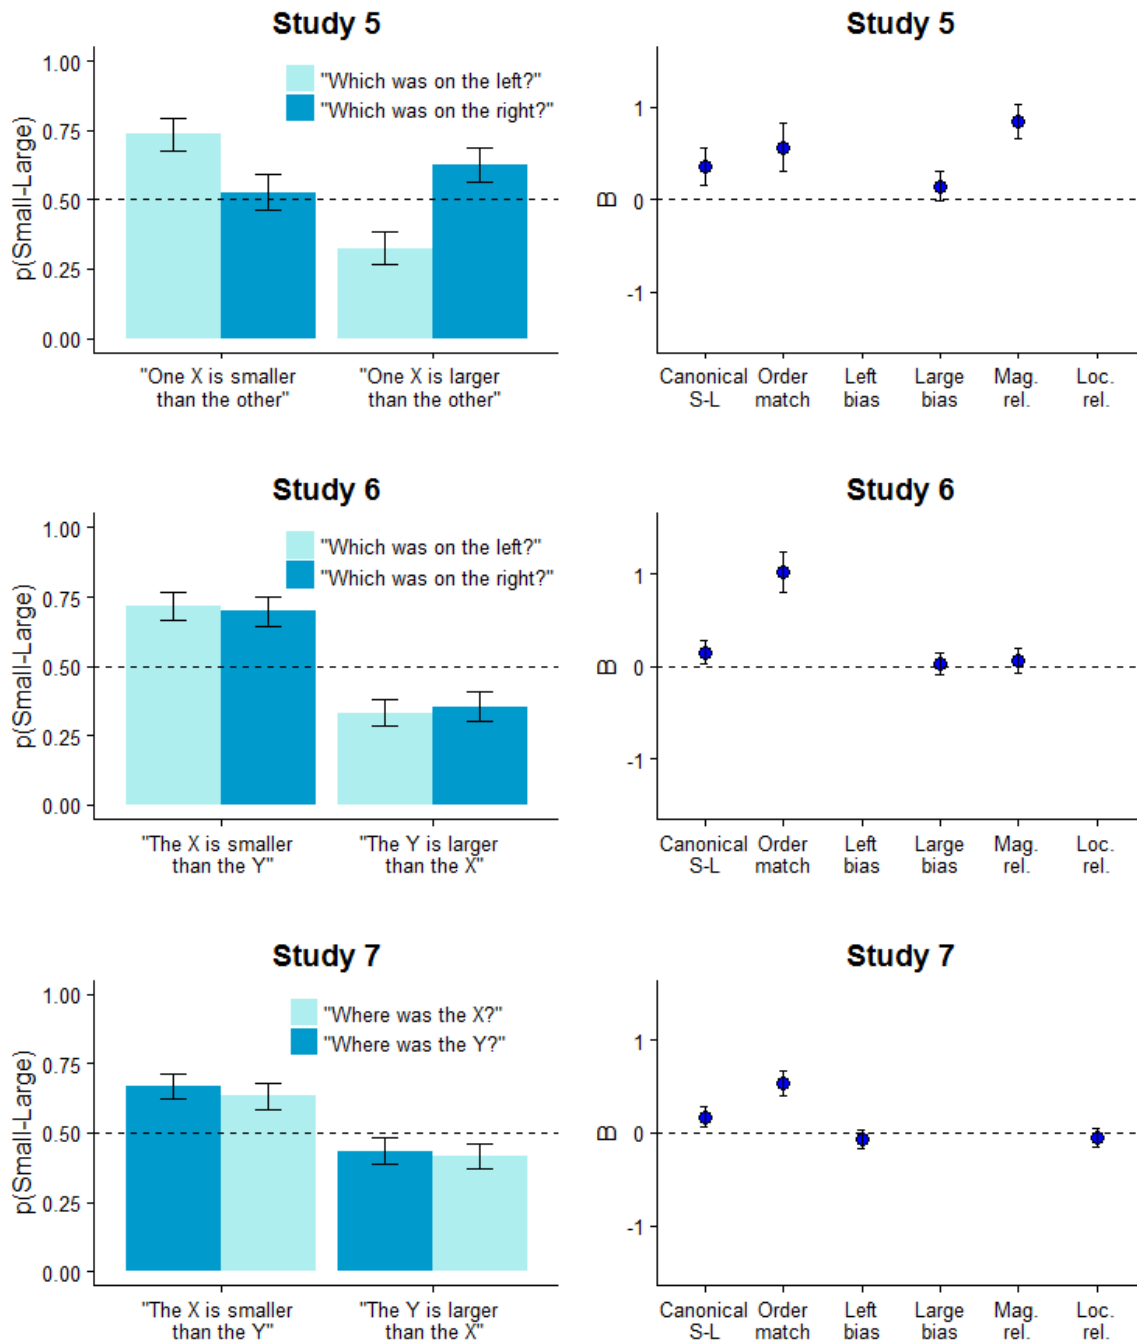 Study 5
1.00
0.75
0.50
0.25
0.00
p(Small-Large)
"Which was on the left?"
"Which was on the right?"
"One X is smaller
than the other"
"One X is larger
than the other"
Study 5
1
0
-1
B
Canonical
S-L
Order
match
Left
bias
Large
bias
Mag.
rel.
Loc.
rel.
Study 6
1.00
0.75
0.50
0.25
0.00
p(Small-Large)
"Which was on the left?"
"Which was on the right?"
"The X is smaller
than the Y"
"The Y is larger
than the X"
Study 6
1
0
-1
B
Canonical
S-L
Order
match
Left
bias
Large
bias
Mag.
rel.
Loc.
rel.
Study 7
1.00
0.75
0.50
0.25
0.00
p(Small-Large)
"Where was the X?"
"Where was the Y?"
"The X is smaller
than the Y"
"The Y is larger
than the X"
Study 7
1
0
-1
B
Canonical
S-L
Order
match
Left
bias
Large
bias
Mag.
rel.
Loc.
rel.